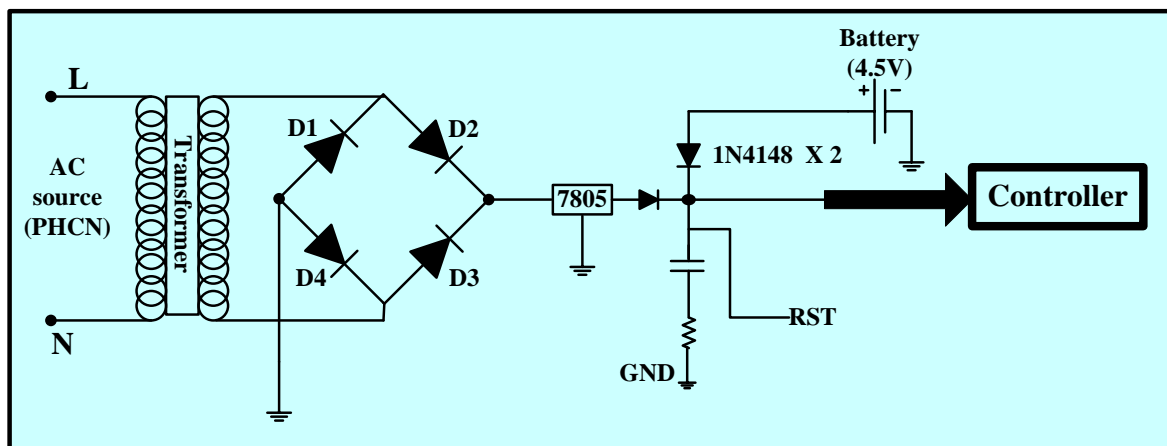 L
AC
source
(PHCN)
N
Transformer
D1
D2
D4
D3
7805
Battery
(4.5V)
+ −
1N4148 X 2
Controller
RST
GND